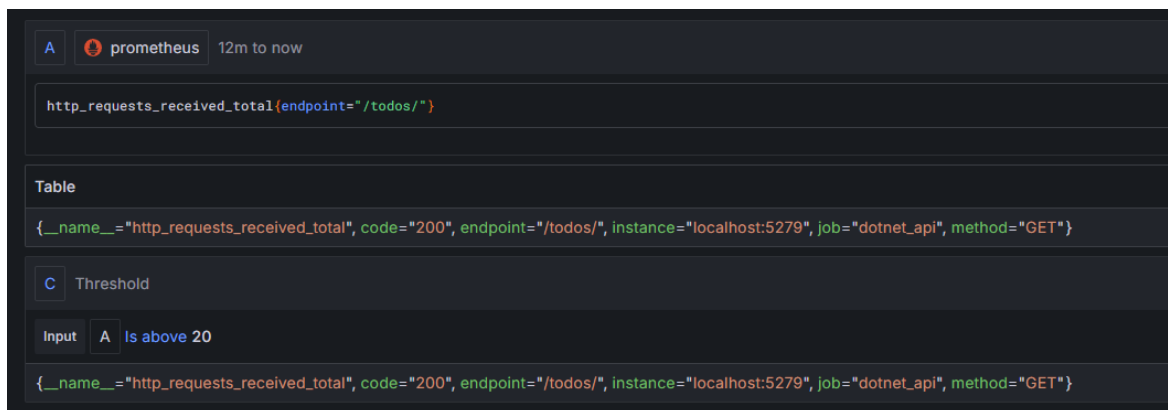 A prometheus 12m to now
http_requests_received_total{endpoint="/todos/"}
Table
{__name__="http_requests_received_total", code="200", endpoint="/todos/", instance="localhost:5279", job="dotnet_api", method="GET"}
C Threshold
Input A Is above 20
{__name__="http_requests_received_total", code="200", endpoint="/todos/", instance="localhost:5279", job="dotnet_api", method="GET"}